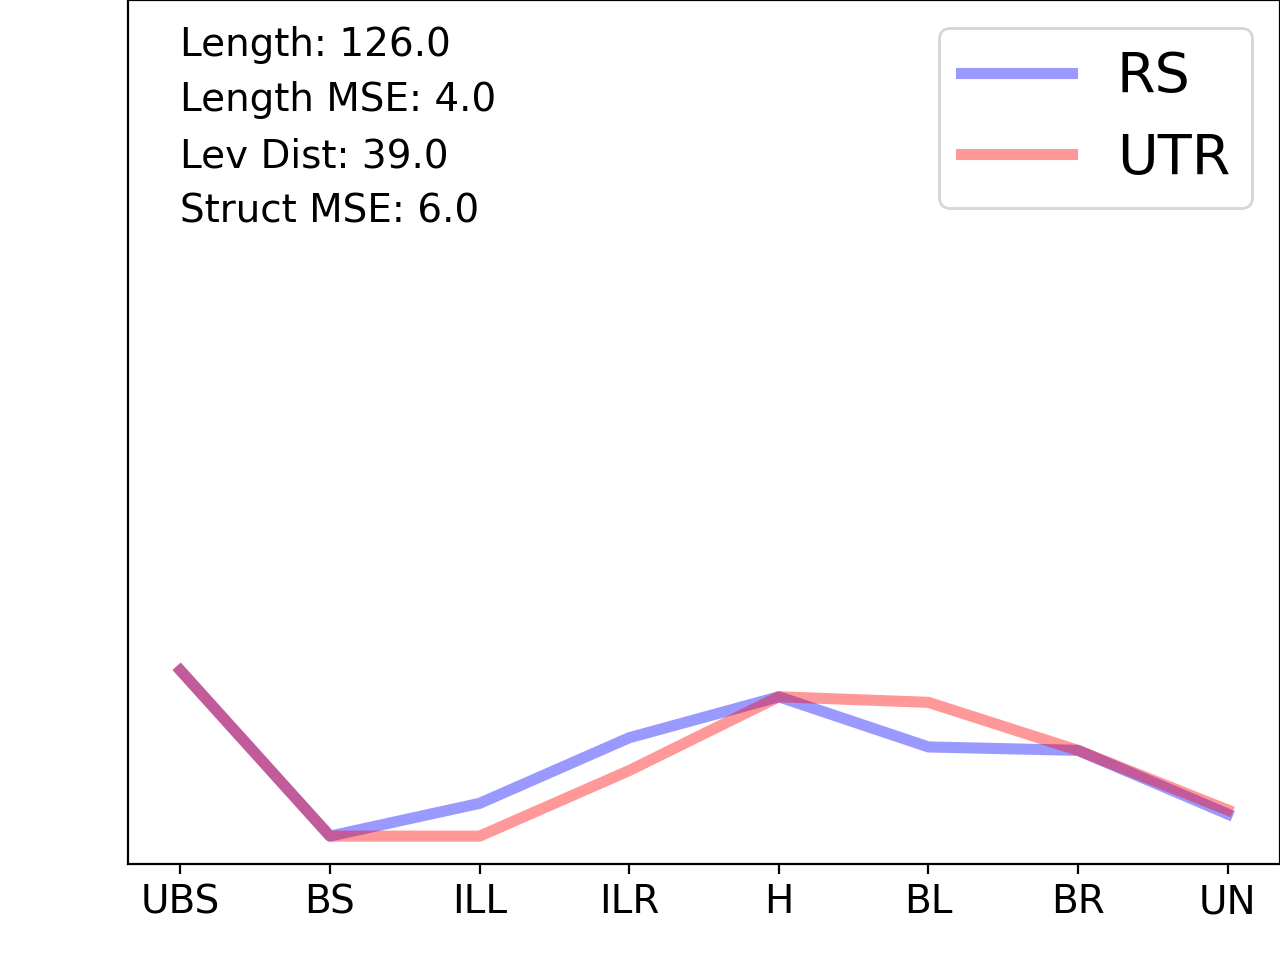 Length: 126.0
Length MSE: 4.0
Lev Dist: 39.0
Struct MSE: 6.0
RS
UTR
UBS BS ILL ILR H BL BR UN